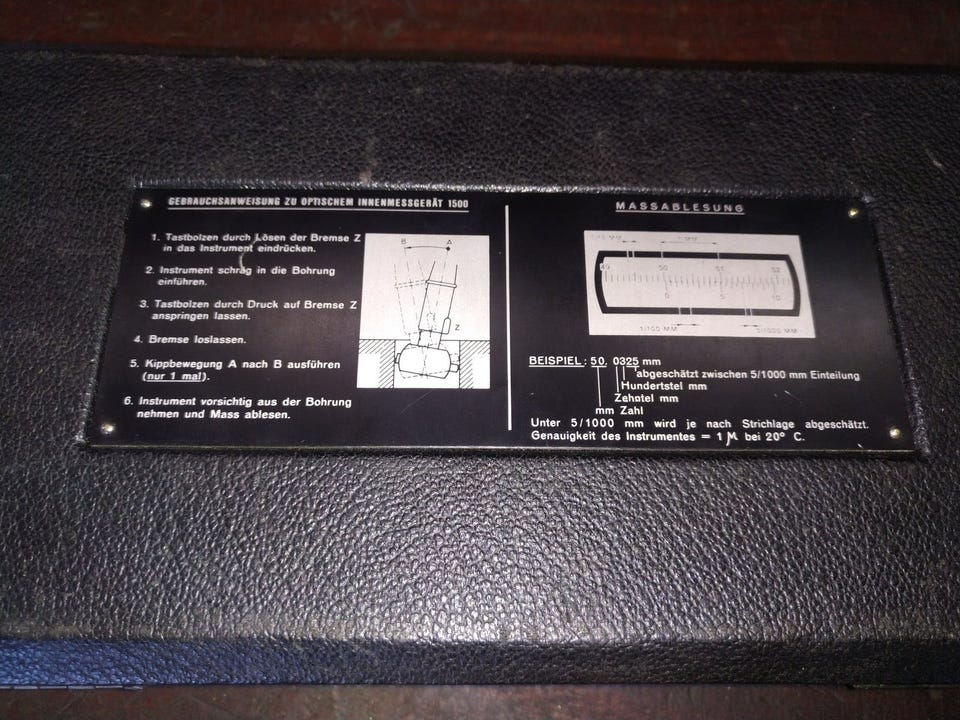 GEBRAUCHSANWEISUNG ZU OPTISCHEM INNENMESSGERÄT 1500
1. Tastbolzen durch Lösen der Bremse Z
in das Instrument eindrücken.
2. Instrument schräg in die Bohrung
einführen.
3. Tastbolzen durch Druck auf Bremse Z
anspringen lassen.
4. Bremse loslassen.
5. Kippbewegung A nach B ausführen
(nur 1 mal).
6. Instrument vorsichtig aus der Bohrung
nehmen und Mass ablesen.
B A
Z
MASSABLESUNG
1 MM
49 50 51 52
0 5 10
1/100 MM 5/1000 MM
BEISPIEL: 50, 0325 mm
abgeschätzt zwischen 5/1000 mm Einteilung
Hundertstel mm
Zehntel mm
mm Zahl
Unter 5/1000 mm wird je nach Strichlage abgeschätzt.
Genauigkeit des Instrumentes = 1 µ bei 20° C.